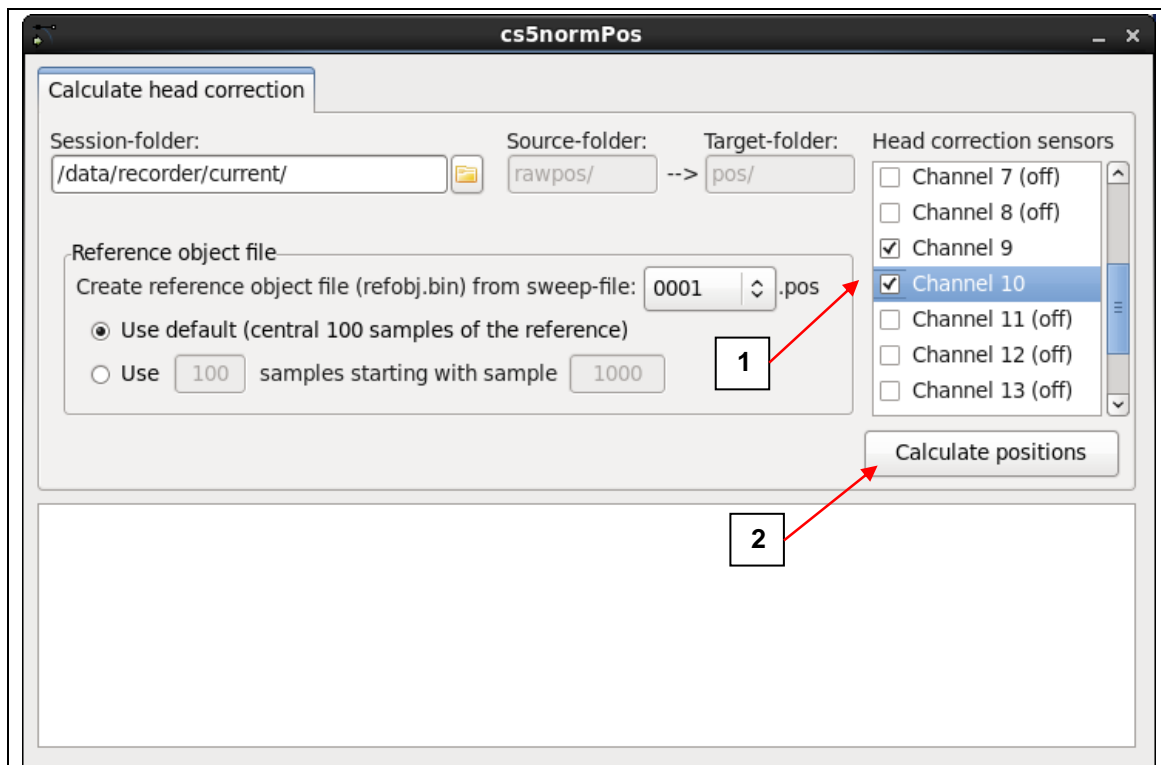 cs5normPos
Calculate head correction
Session-folder:
Source-folder:
Target-folder:
Head correction sensors
/data/recorder/current/
rawpos/
-->
pos/
Channel 7 (off)
Channel 8 (off)
Channel 9
Channel 10
Channel 11 (off)
Channel 12 (off)
Channel 13 (off)
Reference object file
Create reference object file (refobj.bin) from sweep-file:
0001
.pos
Use default (central 100 samples of the reference)
Use
100
samples starting with sample
1000
1
Calculate positions
2